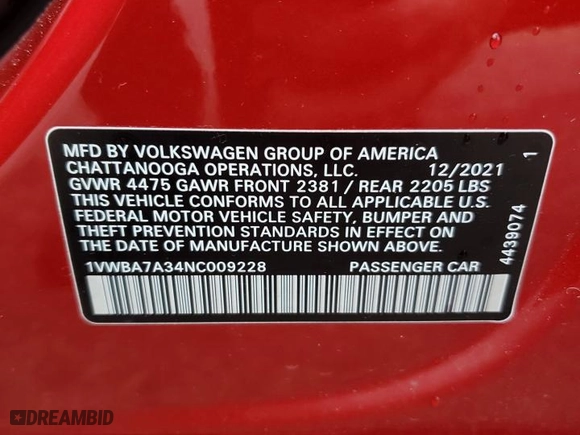 MFD BY VOLKSWAGEN GROUP OF AMERICA
CHATTANOOGA OPERATIONS, LLC. 12/2021
GVWR 4475 GAWR FRONT 2381 / REAR 2205 LBS
THIS VEHICLE CONFORMS TO ALL APPLICABLE U.S.
FEDERAL MOTOR VEHICLE SAFETY, BUMPER AND
THEFT PREVENTION STANDARDS IN EFFECT ON
THE DATE OF MANUFACTURE SHOWN ABOVE.
1VWBA7A34NC009228 PASSENGER CAR
4439074 1
DREAMBID